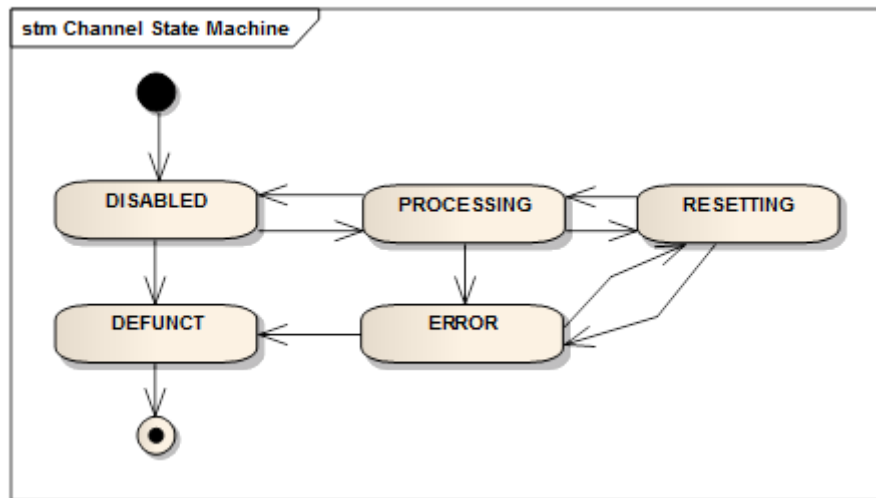 stm Channel State Machine
DISABLED
PROCESSING
RESETTING
DEFUNCT
ERROR